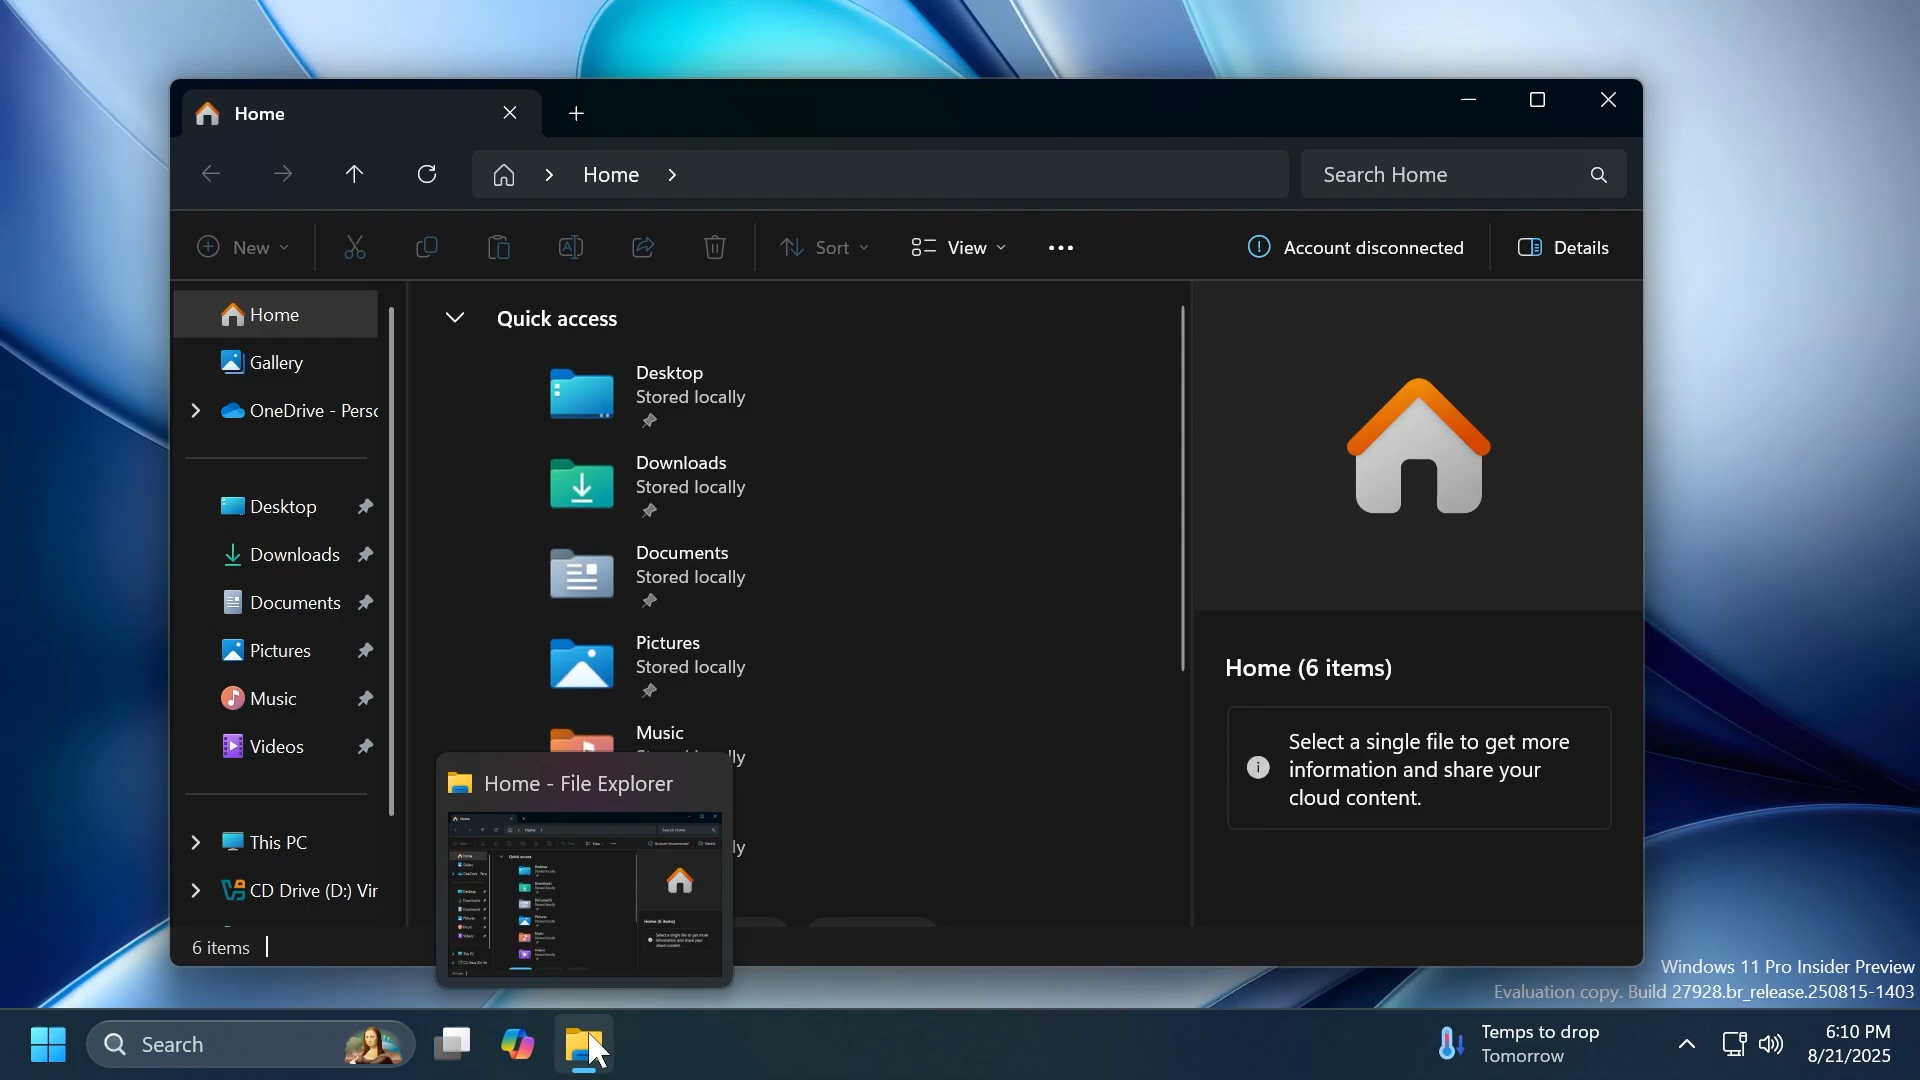 Home
Home
Search Home
New
Sort
View
Account disconnected
Details
Home
Gallery
OneDrive - Perso
Desktop
Downloads
Documents
Pictures
Music
Videos
This PC
CD Drive (D:) Vir
6 items
Quick access
Desktop
Stored locally
Downloads
Stored locally
Documents
Stored locally
Pictures
Stored locally
Music
Home (6 items)
Select a single file to get more
information and share your
cloud content.
Home - File Explorer
Windows 11 Pro Insider Preview
Evaluation copy. Build 27928.br_release.250815-1403
Search
Temps to drop
Tomorrow
6:10 PM
8/21/2025